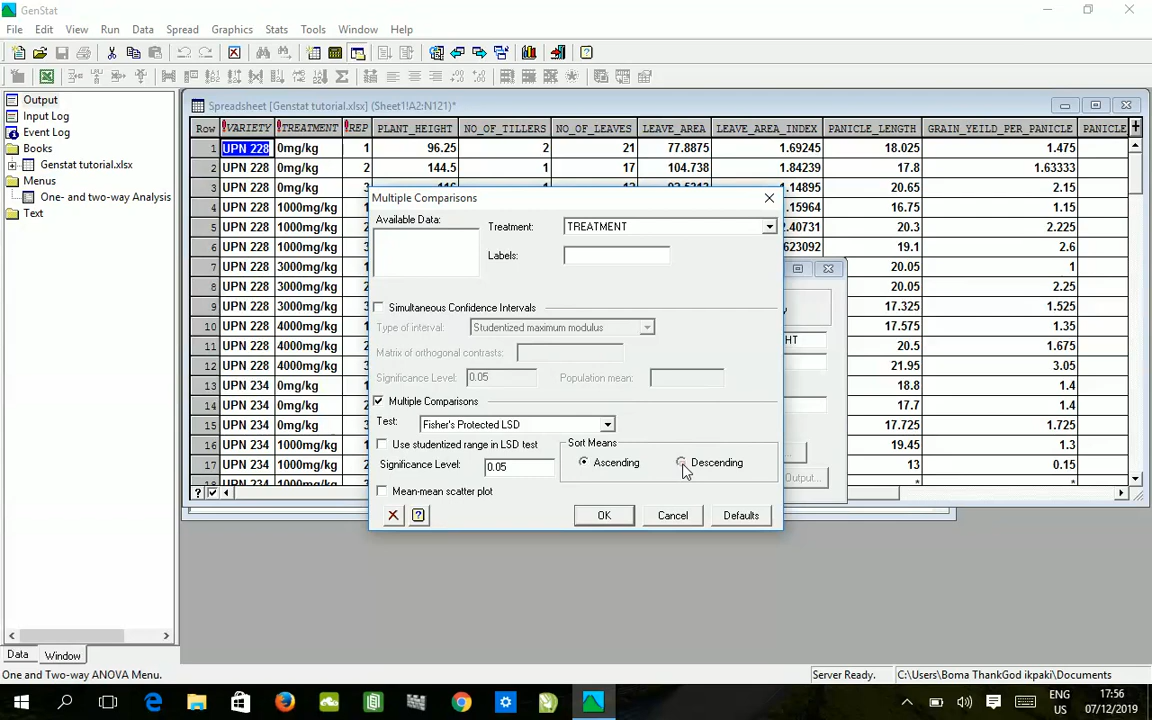 GenStat
File Edit View Run Data Spread Graphics Stats Tools Window Help
Output
Input Log
Event Log
Books
Genstat tutorial.xlsx
Menus
One- and two-way Analysis
Text
Data Window
Spreadsheet [Genstat tutorial.xlsx] (Sheet1!A2:N121)*
Row !VARIETY !TREATMENT !REP PLANT_HEIGHT NO_OF_TILLERS NO_OF_LEAVES LEAVE_AREA LEAVE_AREA_INDEX PANICLE_LENGTH GRAIN_YEILD_PER_PANICLE PANICLE
1 UPN 228 0mg/kg 1 96.25 2 21 77.8875 1.69245 18.025 1.475
2 UPN 228 0mg/kg 2 144.5 1 17 104.738 1.84239 17.8 1.63333
3 UPN 228 0mg/kg .14895 20.65 2.15
4 UPN 228 1000mg/kg .15964 16.75 1.15
5 UPN 228 1000mg/kg .40731 20.3 2.225
6 UPN 228 1000mg/kg 623092 19.1 2.6
7 UPN 228 3000mg/kg 20.05 1
8 UPN 228 3000mg/kg 20.05 2.25
9 UPN 228 3000mg/kg 17.325 1.525
10 UPN 228 4000mg/kg 17.575 1.35
11 UPN 228 4000mg/kg 20.5 1.675
12 UPN 228 4000mg/kg 21.95 3.05
13 UPN 234 0mg/kg 18.8 1.4
14 UPN 234 0mg/kg 17.7 1.4
15 UPN 234 0mg/kg 17.725 1.725
16 UPN 234 1000mg/kg 19.45 1.3
17 UPN 234 1000mg/kg 13 0.15
18 UPN 234 1000mg/kg * *
HT
Output...
Multiple Comparisons
Available Data:
Treatment: TREATMENT
Labels:
Simultaneous Confidence Intervals
Type of interval: Studentized maximum modulus
Matrix of orthogonal contrasts:
Significance Level: 0.05 Population mean:
Multiple Comparisons
Test: Fisher's Protected LSD
Use studentized range in LSD test
Sort Means
Significance Level: 0.05
Ascending Descending
Mean-mean scatter plot
OK Cancel Defaults
One and Two-way ANOVA Menu.
Server Ready.
C:\Users\Boma ThankGod ikpaki\Documents
ENG
US
17:56
07/12/2019